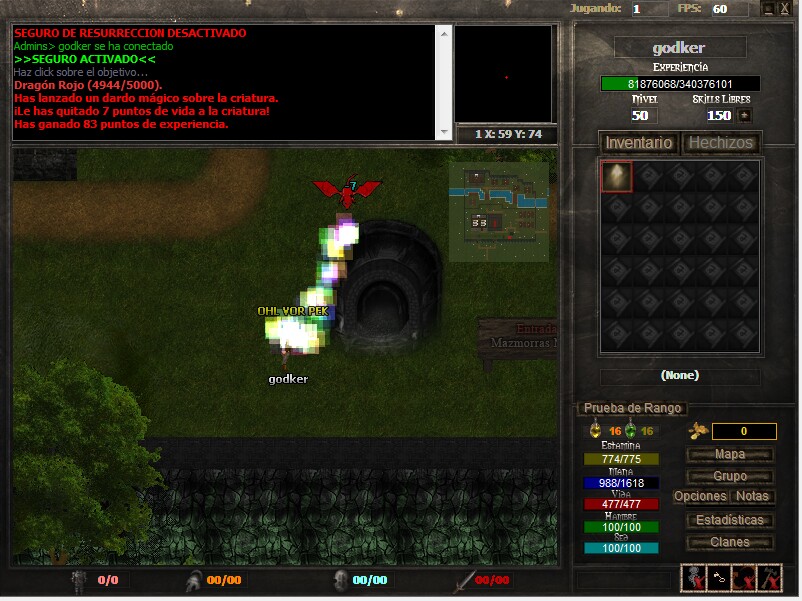 Jugando: 1 FPS: 60
X
SEGURO DE RESURRECCION DESACTIVADO
Admins> godker se ha conectado
>>SEGURO ACTIVADO<<
Haz click sobre el objetivo...
Dragón Rojo (4944/5000).
Has lanzado un dardo mágico sobre la criatura.
¡Le has quitado 7 puntos de vida a la criatura!
Has ganado 83 puntos de experiencia.
1 X: 59 Y: 74
godker
EXPERIENCIA
81876068/340376101
NIVEL SKILLS LIBRES
50 150 +
Inventario Hechizos
7
OHL VOR PEK
godker
Entrada
Mazmorras
(None)
Prueba de Rango
16 16
0
ESTAMINA
774/775
MANA
988/1618
VIDA
477/477
HAMBRE
100/100
SED
100/100
Mapa
Grupo
Opciones Notas
Estadísticas
Clanes
0/0 00/00 00/00 00/00